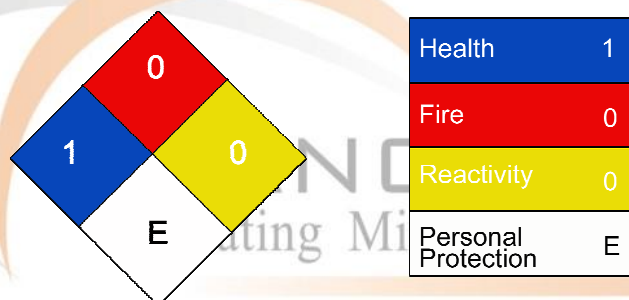 0
1
0
E
Health 1
Fire 0
Reactivity 0
Personal
Protection E